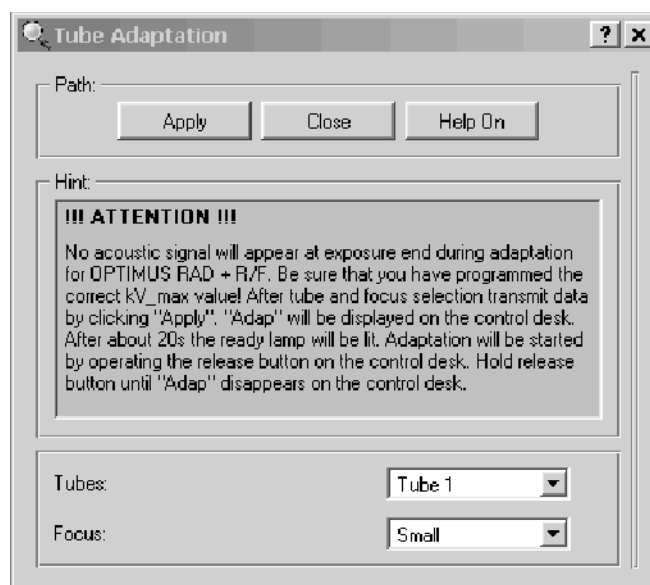 Tube Adaptation
? x
Path:
Apply Close Help On
Hint:
!!! ATTENTION !!!
No acoustic signal will appear at exposure end during adaptation
for OPTIMUS RAD + R/F. Be sure that you have programmed the
correct kV_max value! After tube and focus selection transmit data
by clicking "Apply". "Adap" will be displayed on the control desk.
After about 20s the ready lamp will be lit. Adaptation will be started
by operating the release button on the control desk. Hold release
button until "Adap" disappears on the control desk.
Tubes: Tube 1
Focus: Small